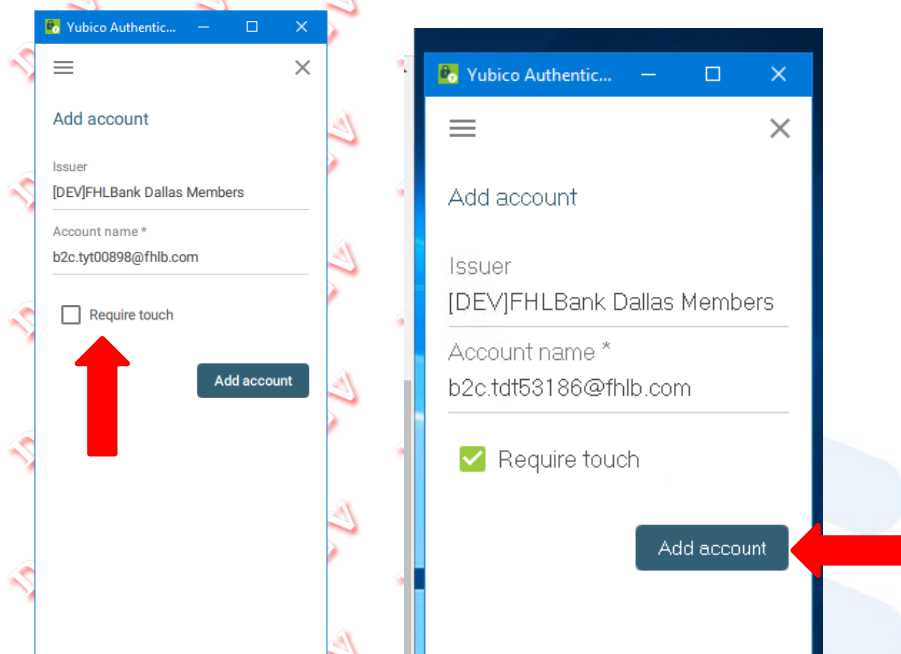 Yubico Authentic...
Add account
Issuer
[DEV]FHLBank Dallas Members
Account name *
b2c.tyt00898@fhlb.com
Require touch
Add account
Yubico Authentic...
Add account
Issuer
[DEV]FHLBank Dallas Members
Account name *
b2c.tdt53186@fhlb.com
Require touch
Add account